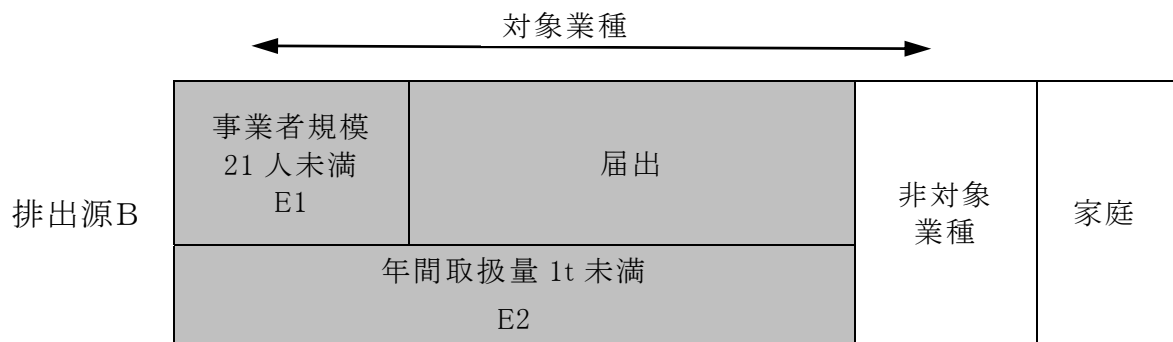 対象業種
排出源B
事業者規模
21 人未満
E1
届出
年間取扱量 1t 未満
E2
非対象
業種
家庭